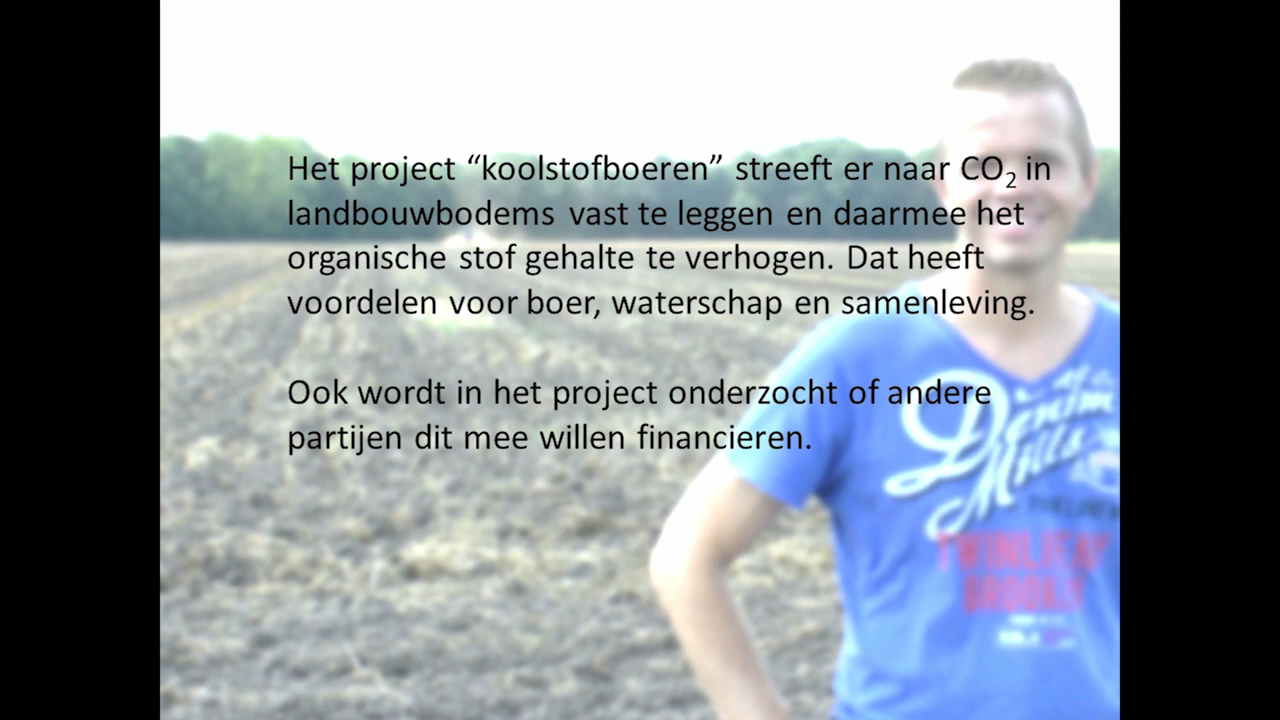 Het project “koolstofboeren” streeft er naar CO₂ in
landbouwbodems vast te leggen en daarmee het
organische stof gehalte te verhogen. Dat heeft
voordelen voor boer, waterschap en samenleving.
Ook wordt in het project onderzocht of andere
partijen dit mee willen financieren.
Denim
Mills